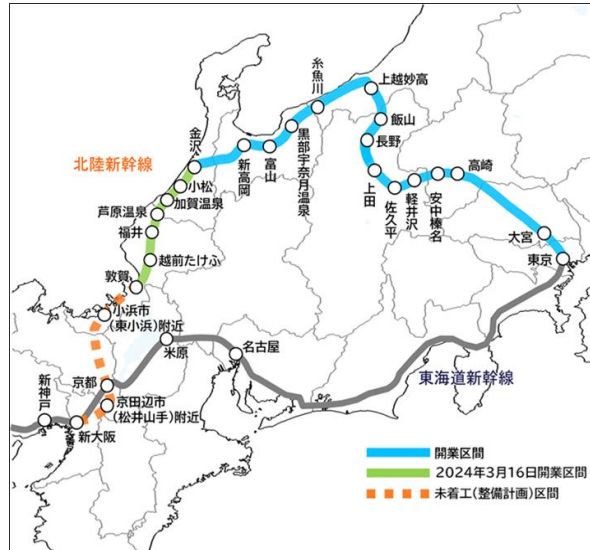 糸魚川
上越妙高
飯山
金沢
黒部宇奈月温泉
長野
北陸新幹線
新高岡
富山
高崎
小松
加賀温泉
上田
佐久平
軽井沢
安中榛名
芦原温泉
福井
大宮
越前たけふ
東京
敦賀
小浜市
(東小浜)附近
米原
名古屋
東海道新幹線
新神戸
京都
京田辺市
(松井山手)附近
新大阪
開業区間
2024年3月16日開業区間
未着工(整備計画)区間